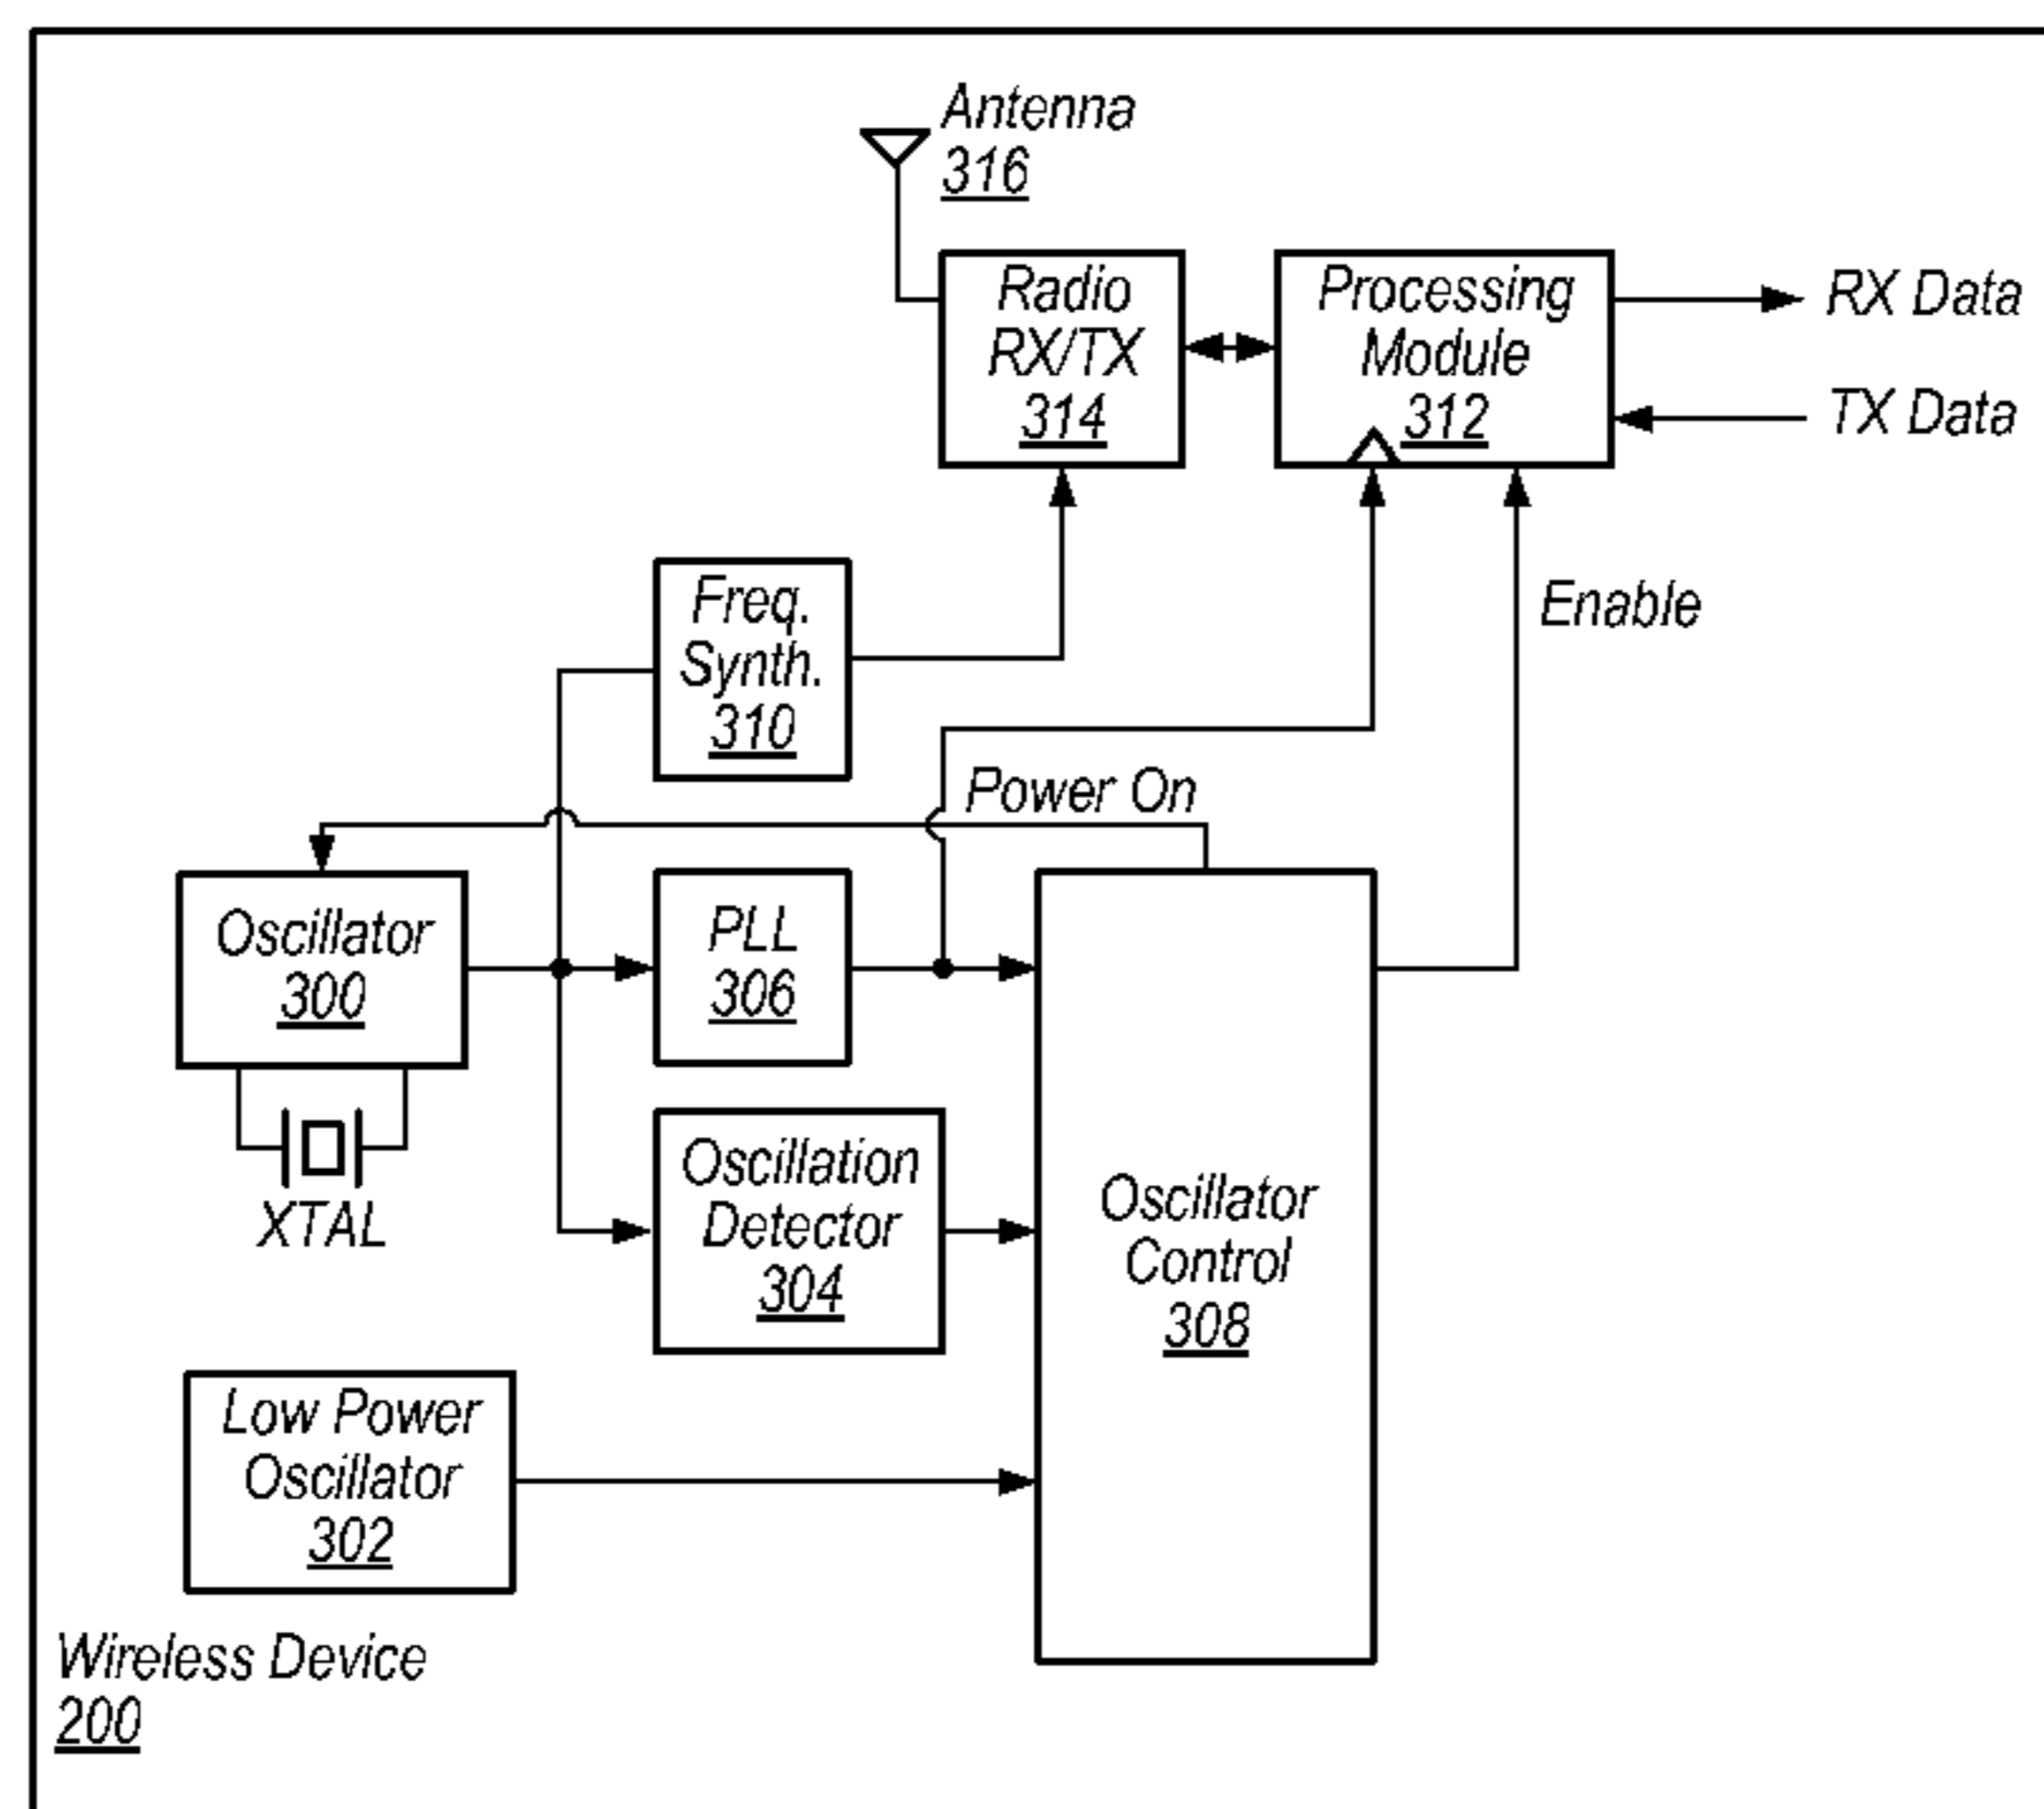 Antenna
316
Radio
RX/TX
314
Processing
Module
312
RX Data
TX Data
Freq.
Synth.
310
Enable
Power On
Oscillator
300
XTAL
PLL
306
Oscillation
Detector
304
Oscillator
Control
308
Low Power
Oscillator
302
Wireless Device
200